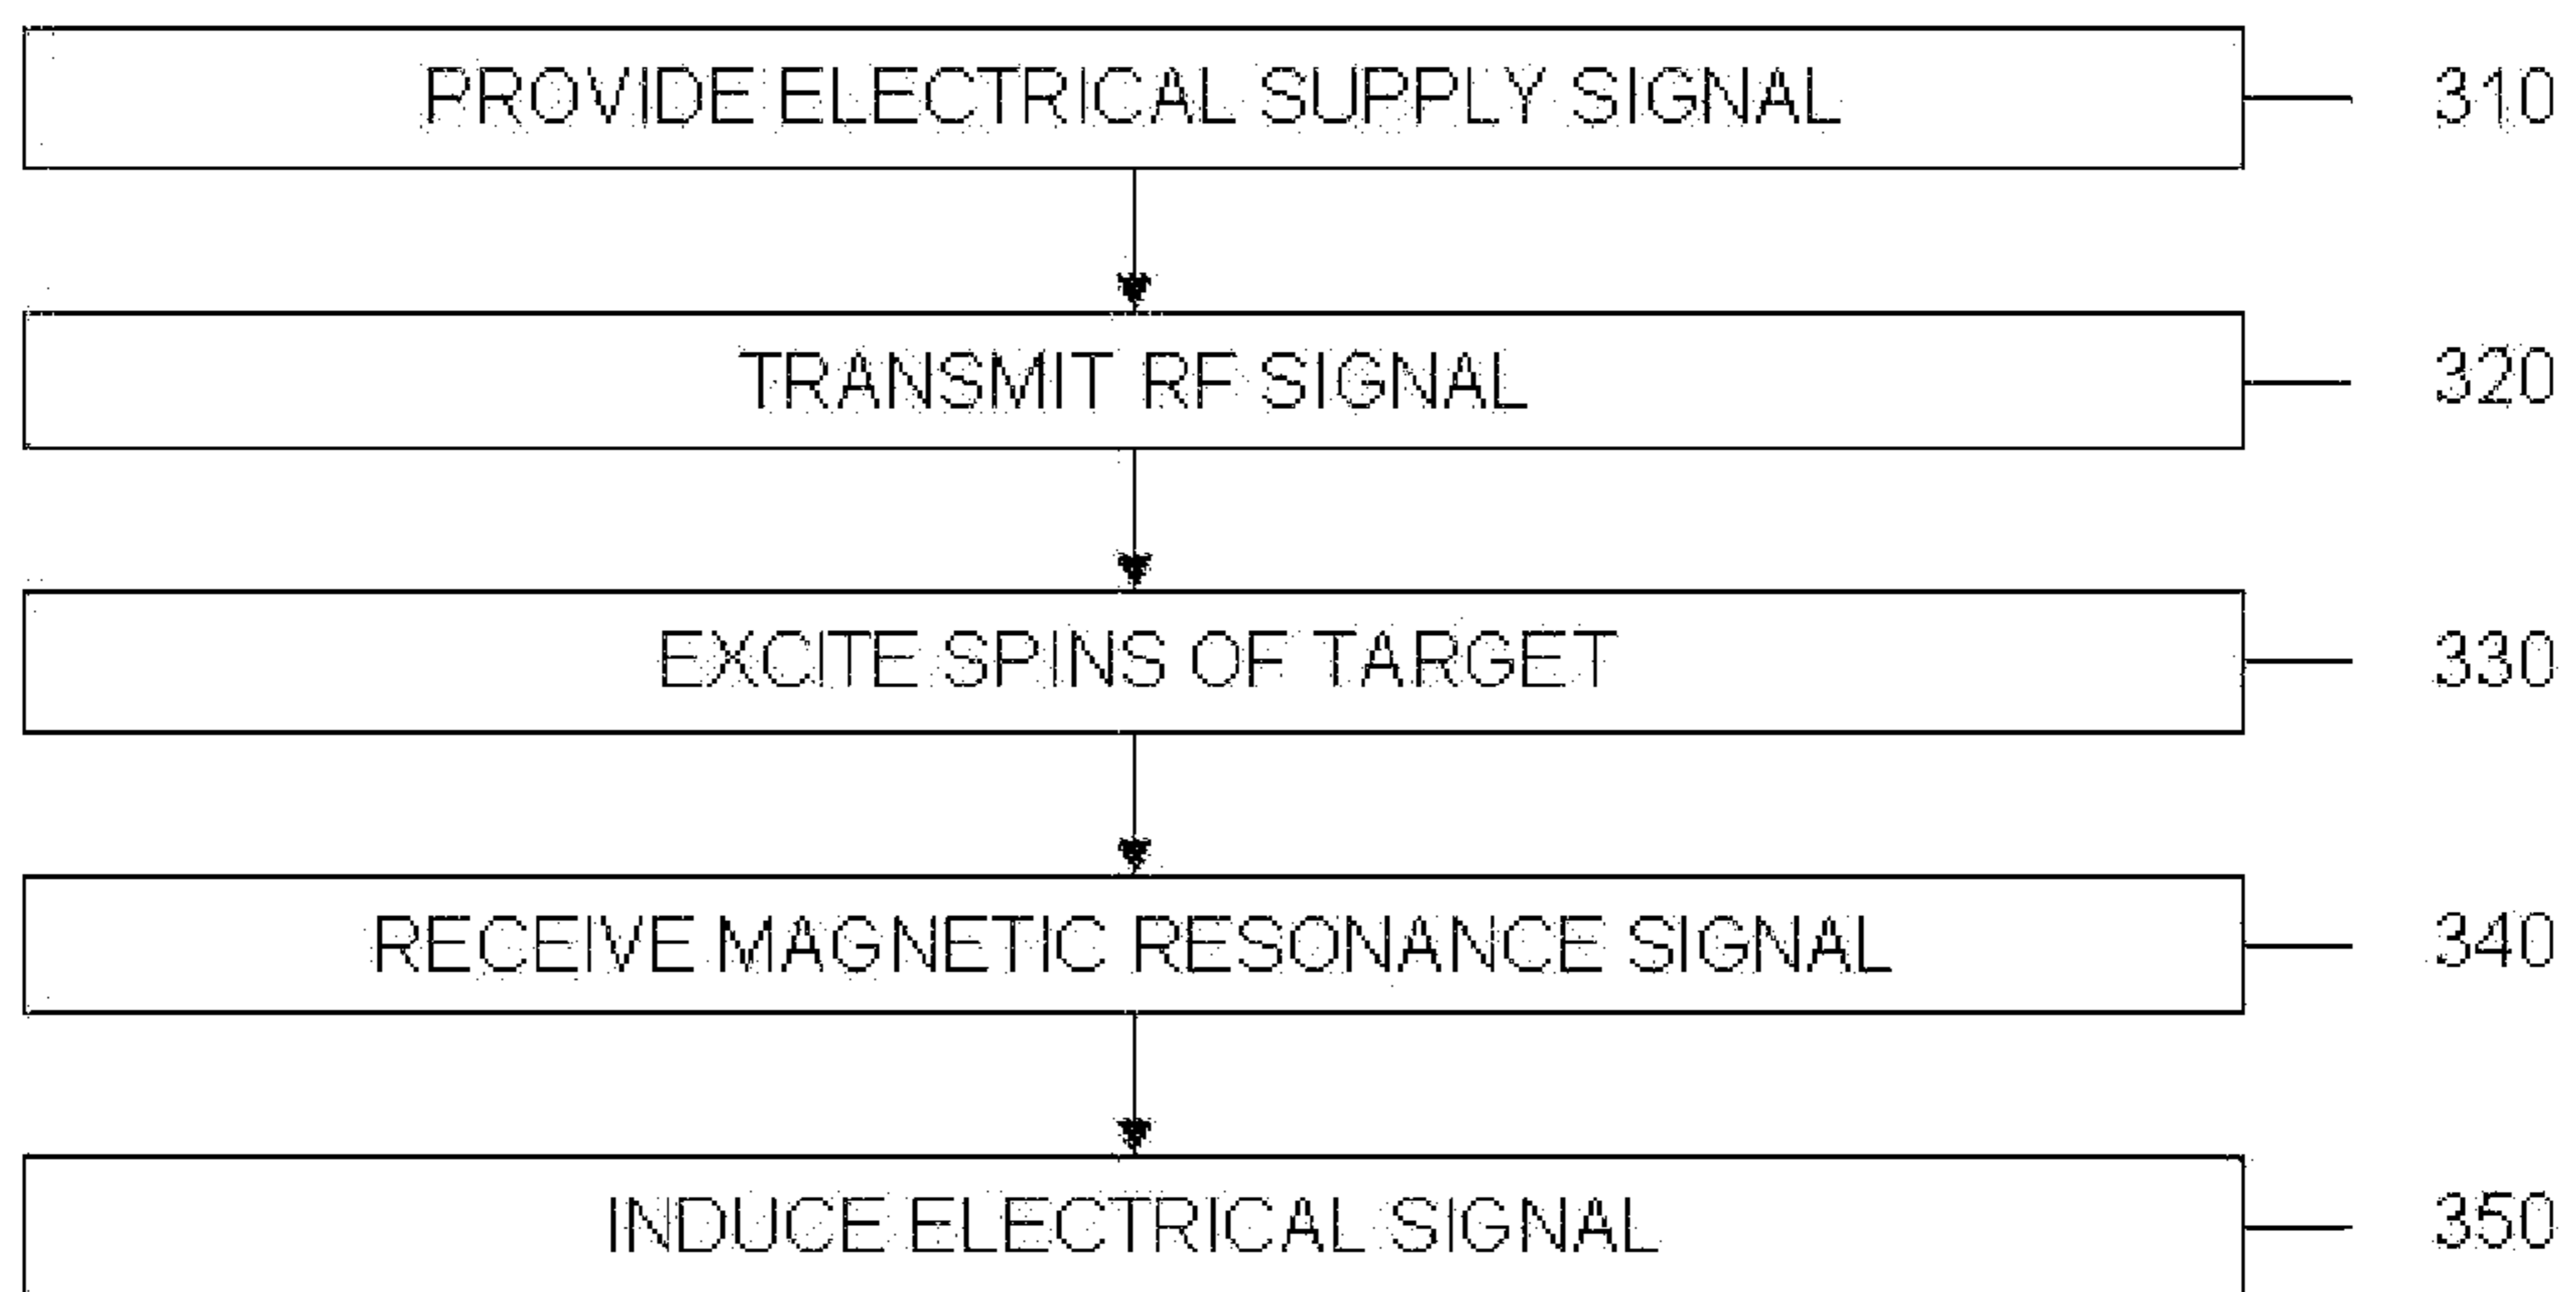 PROVIDE ELECTRICAL SUPPLY SIGNAL 310
TRANSMIT RF SIGNAL 320
EXCITE SPINS OF TARGET 330
RECEIVE MAGNETIC RESONANCE SIGNAL 340
INDUCE ELECTRICAL SIGNAL 350